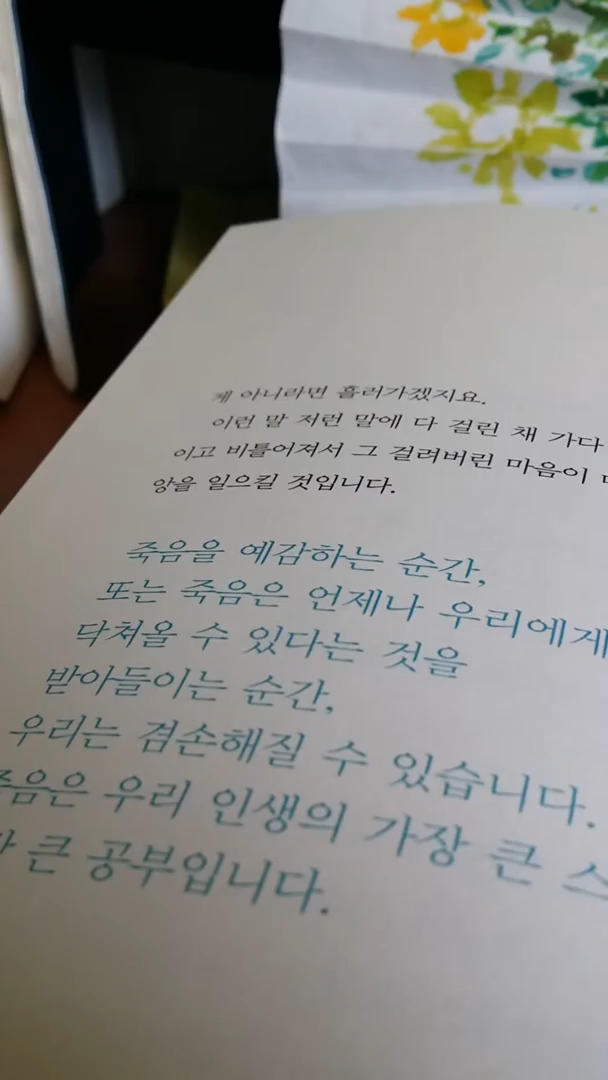 게 아니라면 흘러가겠지요.
이런 말 저런 말에 다 걸린 채 가다
이고 비틀어져서 그 걸려버린 마음이
앙을 일으킬 것입니다.
죽음을 예감하는 순간,
또는 죽음은 언제나 우리에게
닥쳐올 수 있다는 것을
받아들이는 순간,
우리는 겸손해질 수 있습니다.
죽음은 우리 인생의 가장 큰 스
큰 공부입니다.